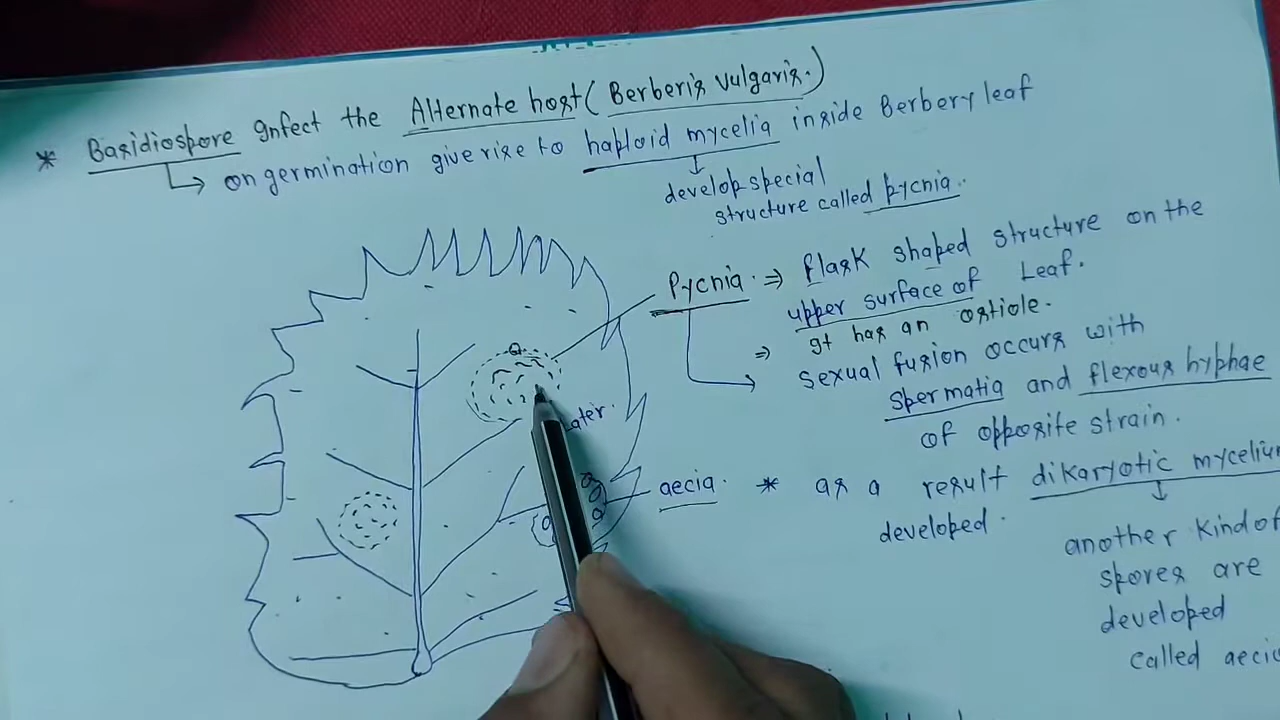 * Basidiospore Infect the Alternate host (Berberis vulgaris.)
↳ on germination give rise to haploid mycelia inside Berbery leaf
↓
develop special
structure called pycnia.
Pycnia. ⇒ flask shaped structure on the
upper surface of Leaf.
⇒ It has an ostiole.
→ sexual fusion occurs with
spermatia and flexous hyphae
of opposite strain.
Later.
aecia. * as a result dikaryotic mycelium
developed.
↓
another kind of
spores are
developed
called aecia